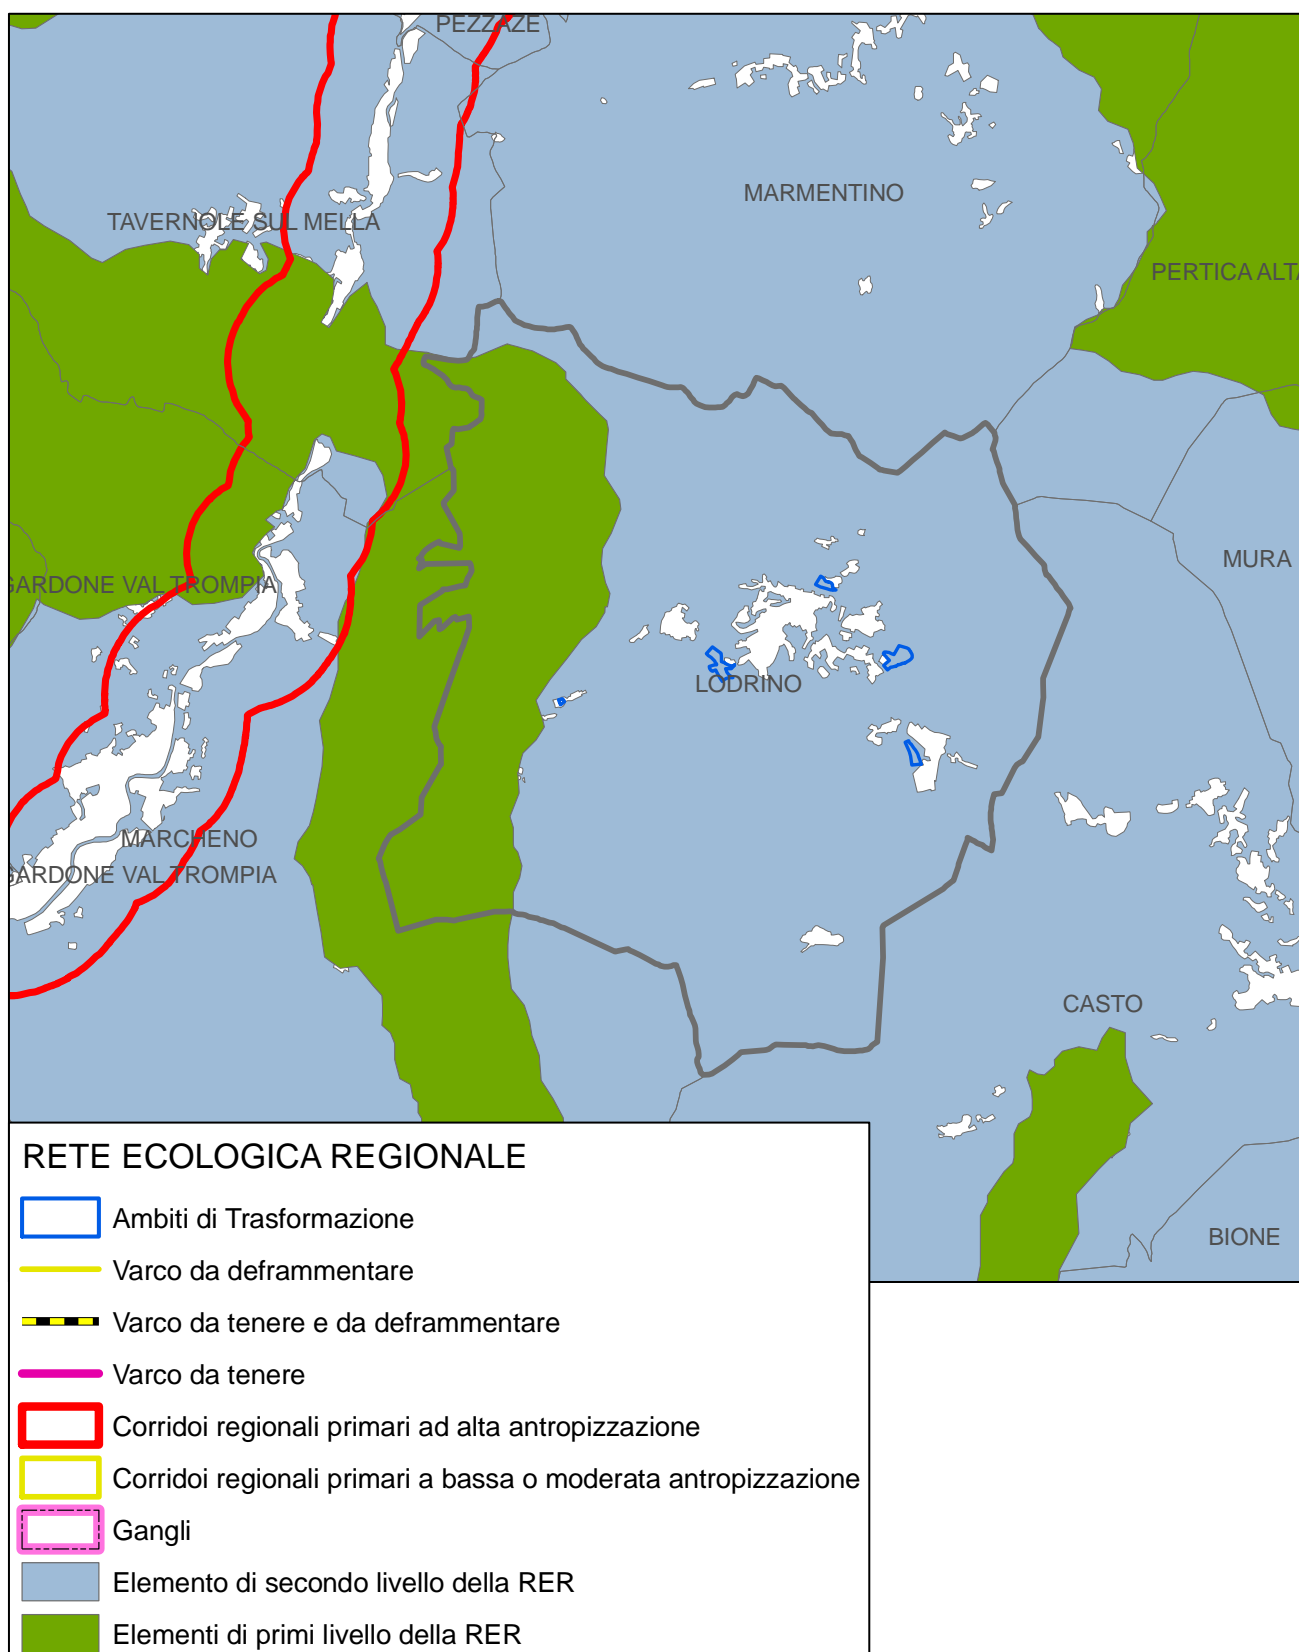 PEZZAZE
MARMENTINO
TAVERNOLE SUL MELLA
PERTICA ALTA
MURA
GARDONE VAL TROMPIA
LODRINO
MARCHENO
GARDONE VAL TROMPIA
CASTO
BIONE
RETE ECOLOGICA REGIONALE
Ambiti di Trasformazione
Varco da deframmentare
Varco da tenere e da deframmentare
Varco da tenere
Corridoi regionali primari ad alta antropizzazione
Corridoi regionali primari a bassa o moderata antropizzazione
Gangli
Elemento di secondo livello della RER
Elementi di primi livello della RER